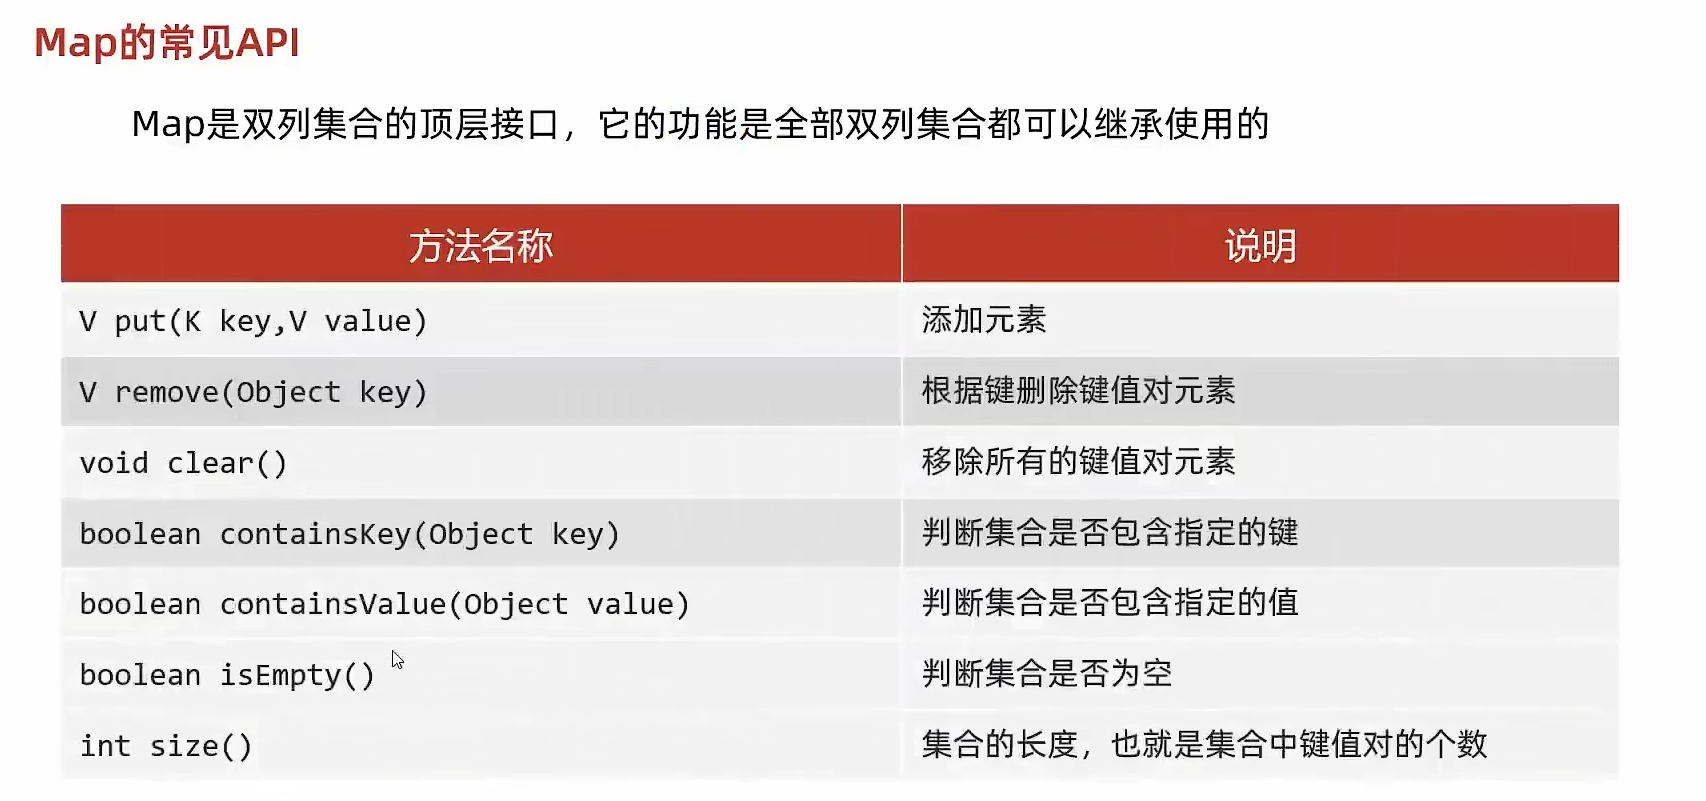 Map的常见API
Map是双列集合的顶层接口，它的功能是全部双列集合都可以继承使用的
方法名称 说明
V put(K key,V value) 添加元素
V remove(Object key) 根据键删除键值对元素
void clear() 移除所有的键值对元素
boolean containsKey(Object key) 判断集合是否包含指定的键
boolean containsValue(Object value) 判断集合是否包含指定的值
boolean isEmpty() 判断集合是否为空
int size() 集合的长度，也就是集合中键值对的个数